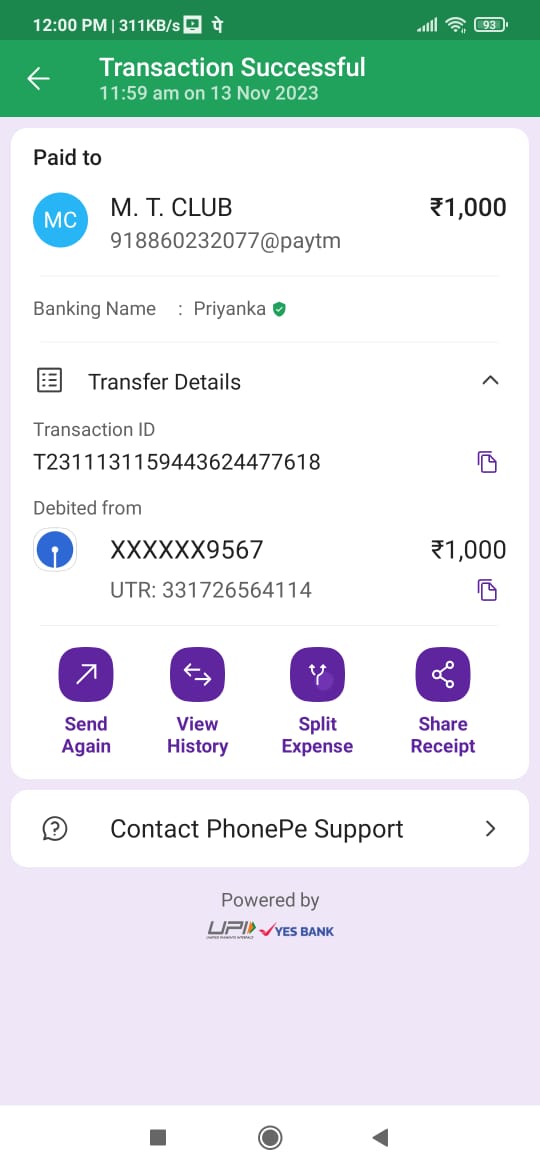 12:00 PM | 311KB/s पे 93
Transaction Successful
11:59 am on 13 Nov 2023
Paid to
MC M. T. CLUB ₹1,000
918860232077@paytm
Banking Name : Priyanka
Transfer Details
Transaction ID
T2311131159443624477618
Debited from
XXXXXX9567 ₹1,000
UTR: 331726564114
Send Again
View History
Split Expense
Share Receipt
Contact PhonePe Support
Powered by
UPI YES BANK